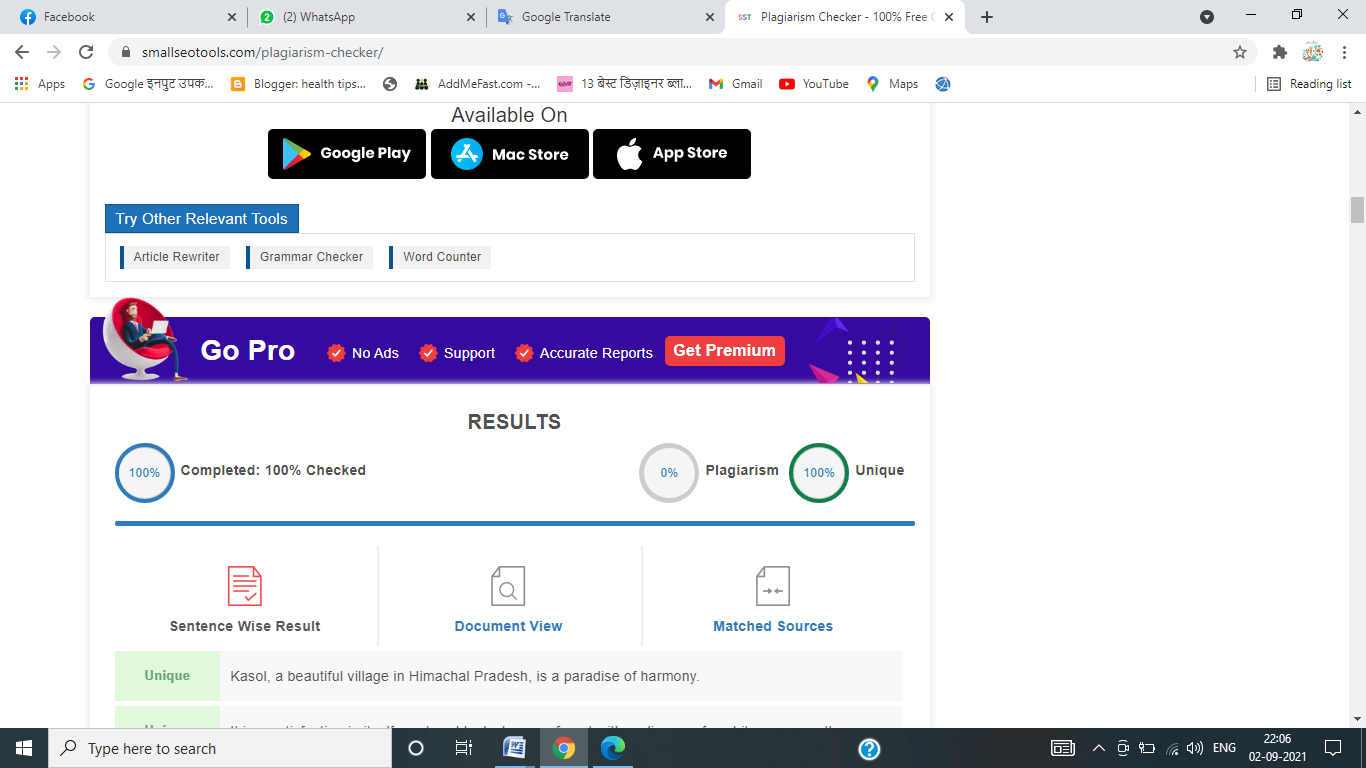 Facebook
(2) WhatsApp
Google Translate
SST Plagiarism Checker - 100% Free
smallseotools.com/plagiarism-checker/
Apps
Google इनपुट उपक...
Blogger: health tips...
AddMeFast.com -...
13 बेस्ट डिज़ाइनर ब्ला...
Gmail
YouTube
Maps
Reading list
Available On
Google Play
Mac Store
App Store
Try Other Relevant Tools
Article Rewriter
Grammar Checker
Word Counter
Go Pro
No Ads
Support
Accurate Reports
Get Premium
RESULTS
100%
Completed: 100% Checked
0%
Plagiarism
100%
Unique
Sentence Wise Result
Document View
Matched Sources
Unique
Kasol, a beautiful village in Himachal Pradesh, is a paradise of harmony.
Type here to search
ENG
22:06
02-09-2021